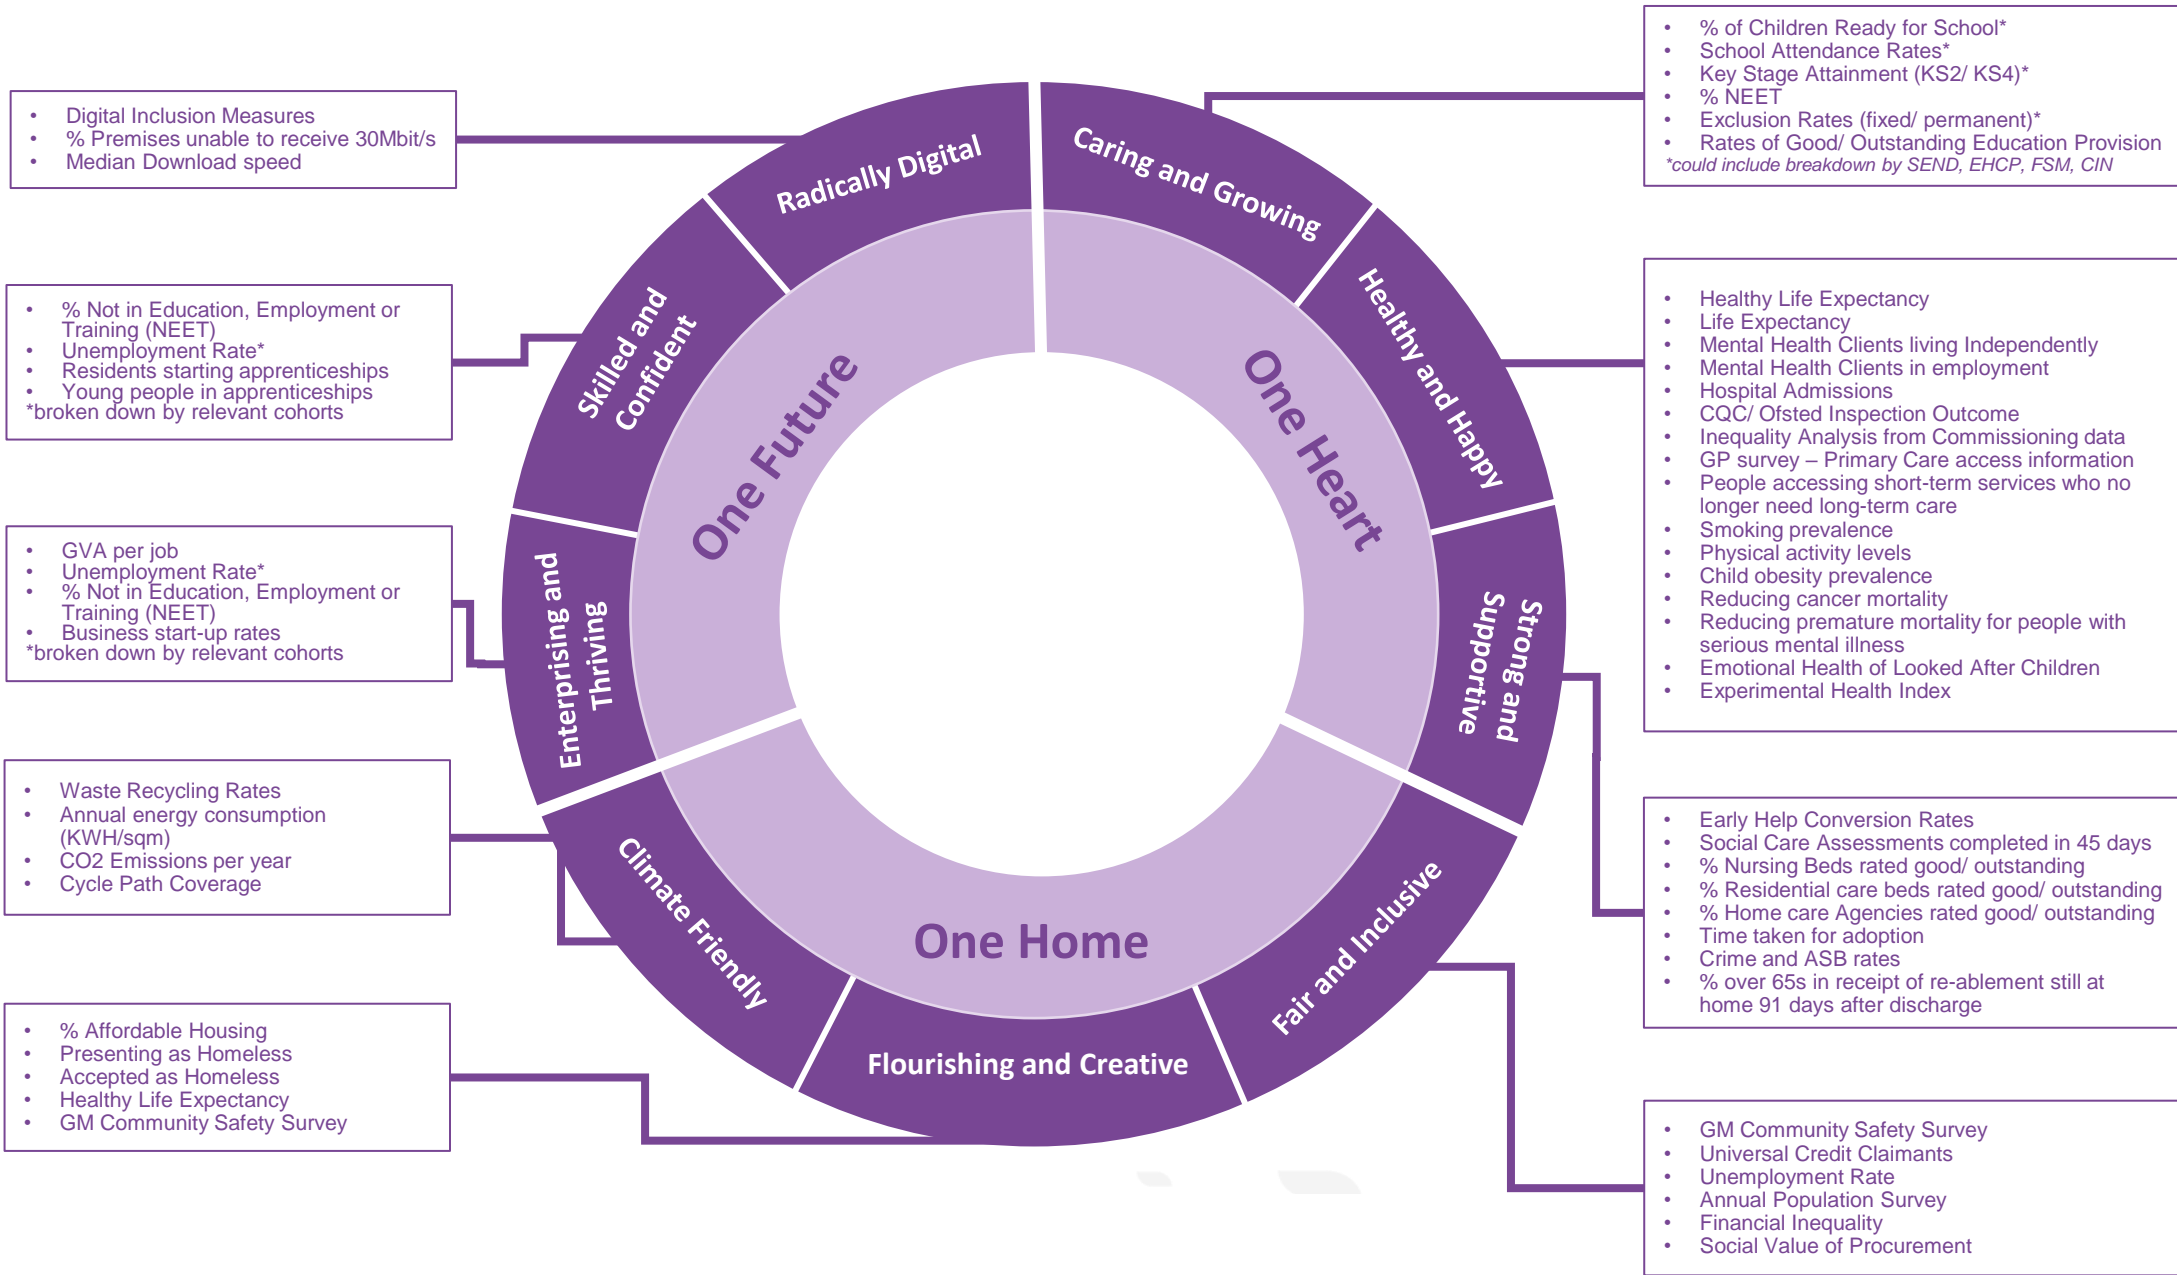 • % of Children Ready for School*
• School Attendance Rates*
• Key Stage Attainment (KS2/ KS4)*
• % NEET
• Exclusion Rates (fixed/ permanent)*
• Rates of Good/ Outstanding Education Provision
*could include breakdown by SEND, EHCP, FSM, CIN
• Digital Inclusion Measures
• % Premises unable to receive 30Mbit/s
• Median Download speed
Radically Digital
Caring and Growing
• % Not in Education, Employment or
Training (NEET)
• Unemployment Rate*
• Residents starting apprenticeships
• Young people in apprenticeships
*broken down by relevant cohorts
Skilled and
Confident
One Future
One Heart
Healthy and Happy
• Healthy Life Expectancy
• Life Expectancy
• Mental Health Clients living Independently
• Mental Health Clients in employment
• Hospital Admissions
• CQC/ Ofsted Inspection Outcome
• Inequality Analysis from Commissioning data
• GP survey – Primary Care access information
• People accessing short-term services who no
longer need long-term care
• Smoking prevalence
• Physical activity levels
• Child obesity prevalence
• Reducing cancer mortality
• Reducing premature mortality for people with
serious mental illness
• Emotional Health of Looked After Children
• Experimental Health Index
• GVA per job
• Unemployment Rate*
• % Not in Education, Employment or
Training (NEET)
• Business start-up rates
*broken down by relevant cohorts
Enterprising and
Thriving
Strong and
Supportive
• Waste Recycling Rates
• Annual energy consumption
(KWH/sqm)
• CO2 Emissions per year
• Cycle Path Coverage
Climate Friendly
One Home
Fair and Inclusive
• Early Help Conversion Rates
• Social Care Assessments completed in 45 days
• % Nursing Beds rated good/ outstanding
• % Residential care beds rated good/ outstanding
• % Home care Agencies rated good/ outstanding
• Time taken for adoption
• Crime and ASB rates
• % over 65s in receipt of re-ablement still at
home 91 days after discharge
• % Affordable Housing
• Presenting as Homeless
• Accepted as Homeless
• Healthy Life Expectancy
• GM Community Safety Survey
Flourishing and Creative
• GM Community Safety Survey
• Universal Credit Claimants
• Unemployment Rate
• Annual Population Survey
• Financial Inequality
• Social Value of Procurement